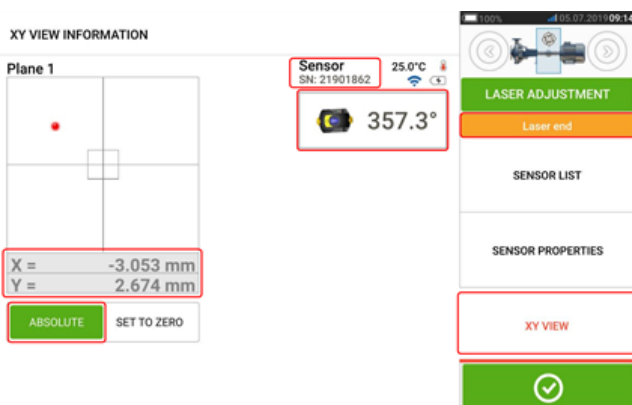 XY VIEW INFORMATION
Plane 1
X = -3.053 mm
Y = 2.674 mm
ABSOLUTE
SET TO ZERO
Sensor 25.0°C
SN: 21901862
357.3°
100% 05.07.2019 09:14
LASER ADJUSTMENT
Laser end
SENSOR LIST
SENSOR PROPERTIES
XY VIEW